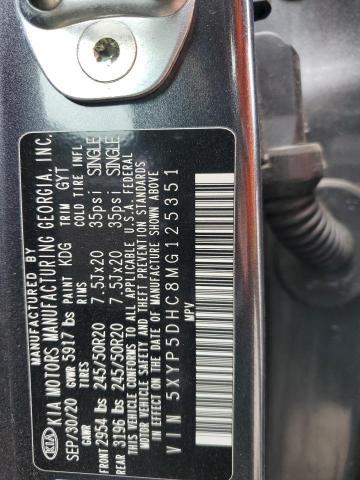 MANUFACTURED BY
KIA KIA MOTORS MANUFACTURING GEORGIA, INC.
SEP/30/20 GVWR 5917 lbs PAINT KDG TRIM GYT
GAWR TIRES RIMS COLD TIRE INFL.
FRONT 2954 lbs 245/50R20 7.5Jx20 35psi SINGLE
REAR 3196 lbs 245/50R20 7.5Jx20 35psi SINGLE
THIS VEHICLE CONFORMS TO ALL APPLICABLE U.S.A. FEDERAL
MOTOR VEHICLE SAFETY AND THEFT PREVENTION STANDARDS
IN EFFECT ON THE DATE OF MANUFACTURE SHOWN ABOVE
VIN 5XYP5DHC8MG125351
MPV